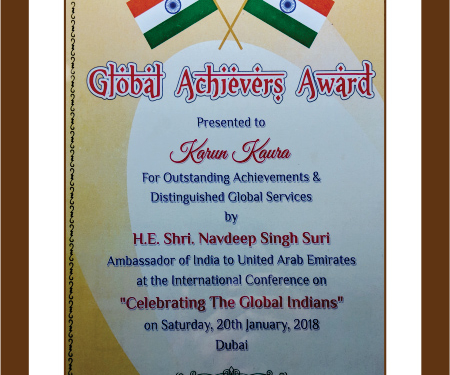 Global Achievers Award
Presented to
Karun Kaura
For Outstanding Achievements &
Distinguished Global Services
by
H.E. Shri. Navdeep Singh Suri
Ambassador of India to United Arab Emirates
at the International Conference on
"Celebrating The Global Indians"
on Saturday, 20th January, 2018
Dubai